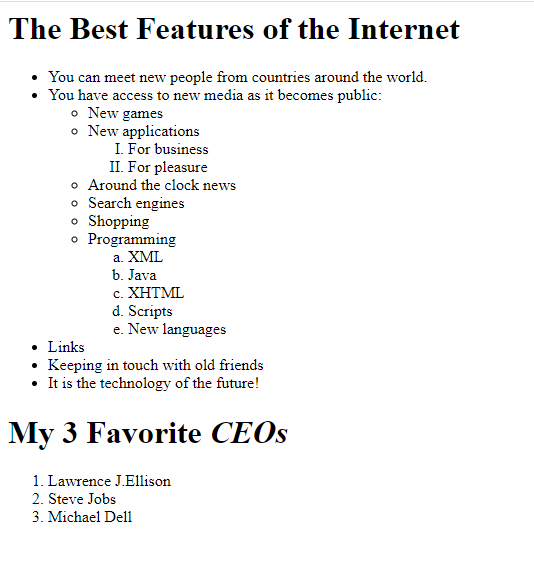 The Best Features of the Internet
• You can meet new people from countries around the world.
• You have access to new media as it becomes public:
◦ New games
◦ New applications
I. For business
II. For pleasure
◦ Around the clock news
◦ Search engines
◦ Shopping
◦ Programming
a. XML
b. Java
c. XHTML
d. Scripts
e. New languages
• Links
• Keeping in touch with old friends
• It is the technology of the future!
My 3 Favorite CEOs
1. Lawrence J.Ellison
2. Steve Jobs
3. Michael Dell